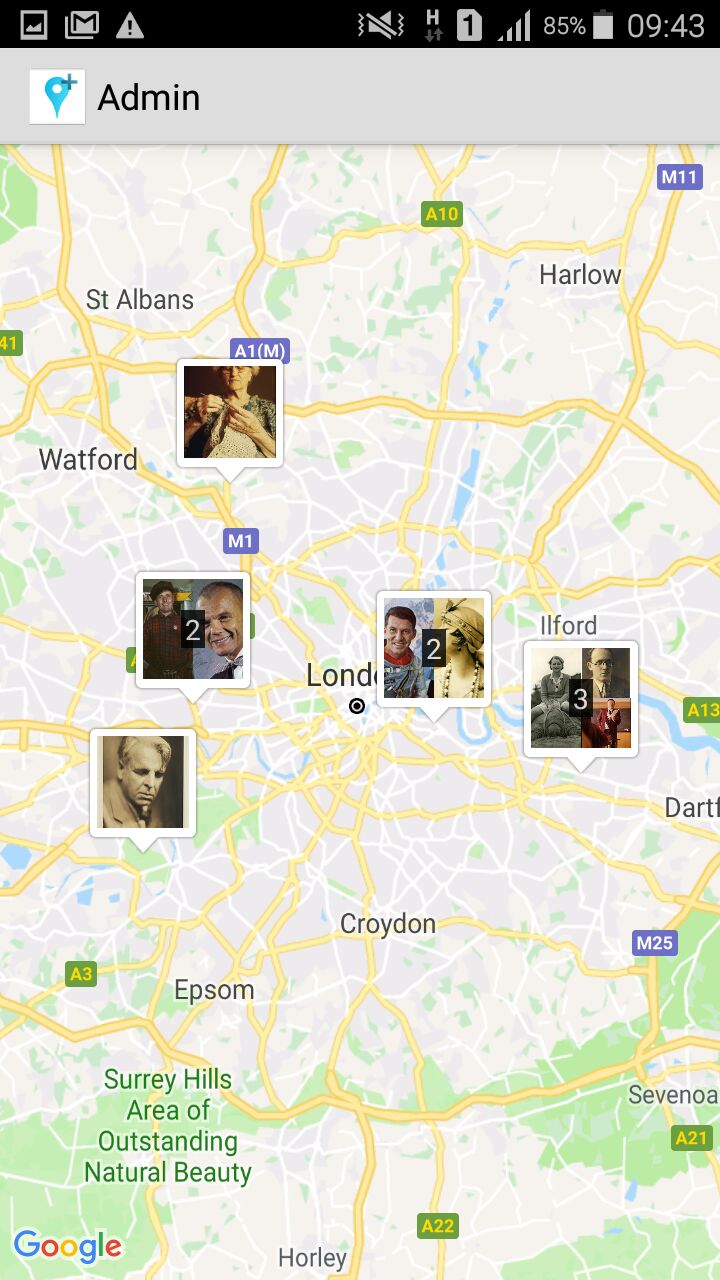 H
1
85%
09:43
Admin
M11
A10
Harlow
St Albans
41
A1(M)
Watford
M1
2
2
Ilford
Londo
3
A13
A
Dartf
Croydon
M25
A3
Epsom
Surrey Hills
Area of
Outstanding
Natural Beauty
Sevenoa
A21
A22
Google
Horley